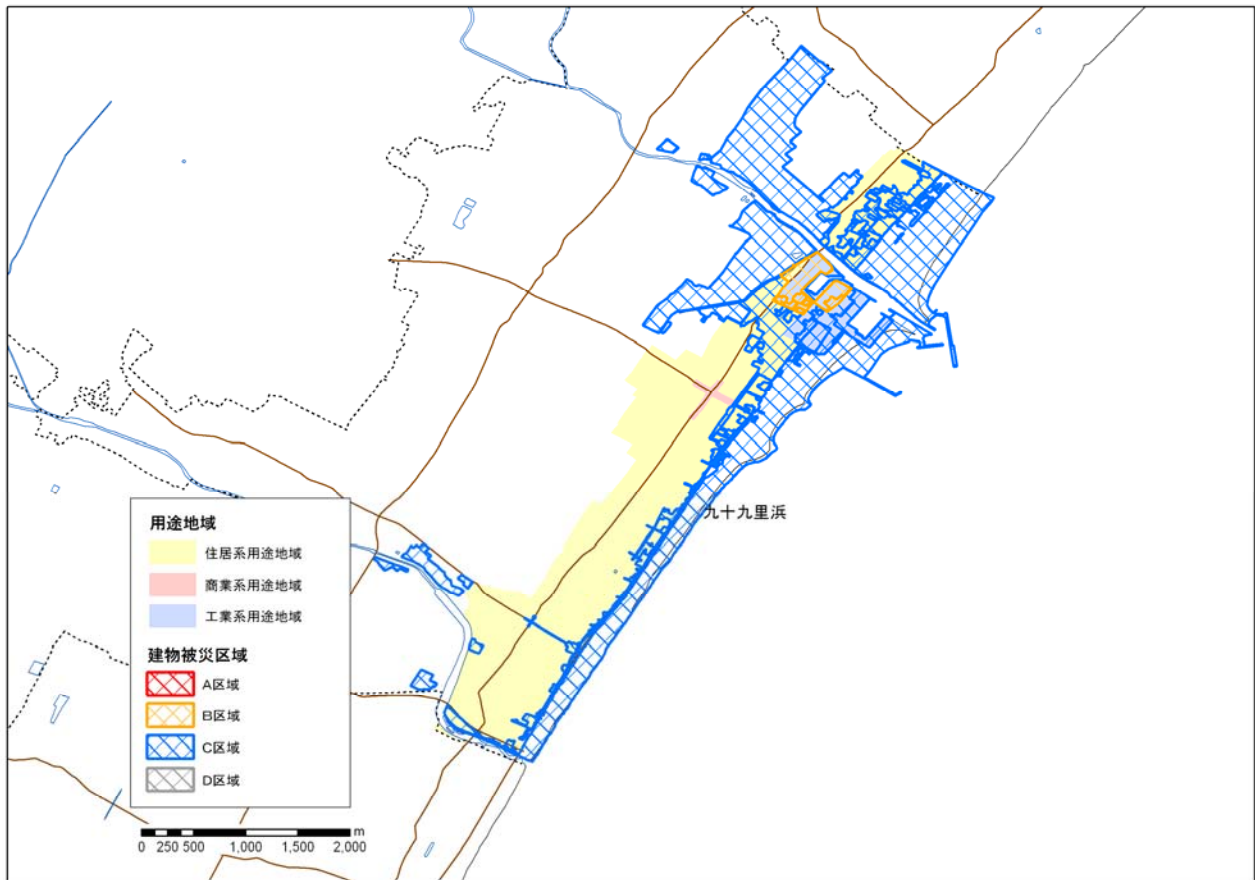 九十九里浜
用途地域
住居系用途地域
商業系用途地域
工業系用途地域
建物被災区域
A区域
B区域
C区域
D区域
m
0 250 500 1,000 1,500 2,000